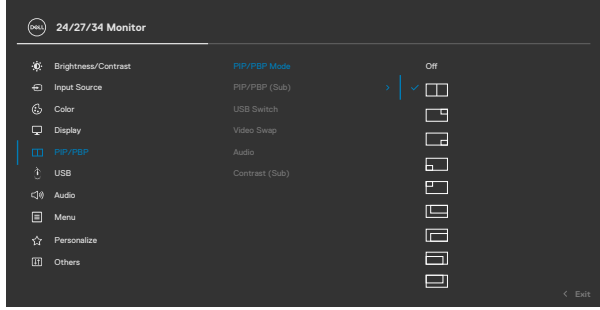 DELL 24/27/34 Monitor
Brightness/Contrast PIP/PBP Mode Off
Input Source PIP/PBP (Sub)
Color USB Switch
Display Video Swap
PIP/PBP Audio
USB Contrast (Sub)
Audio
Menu
Personalize
Others
Exit